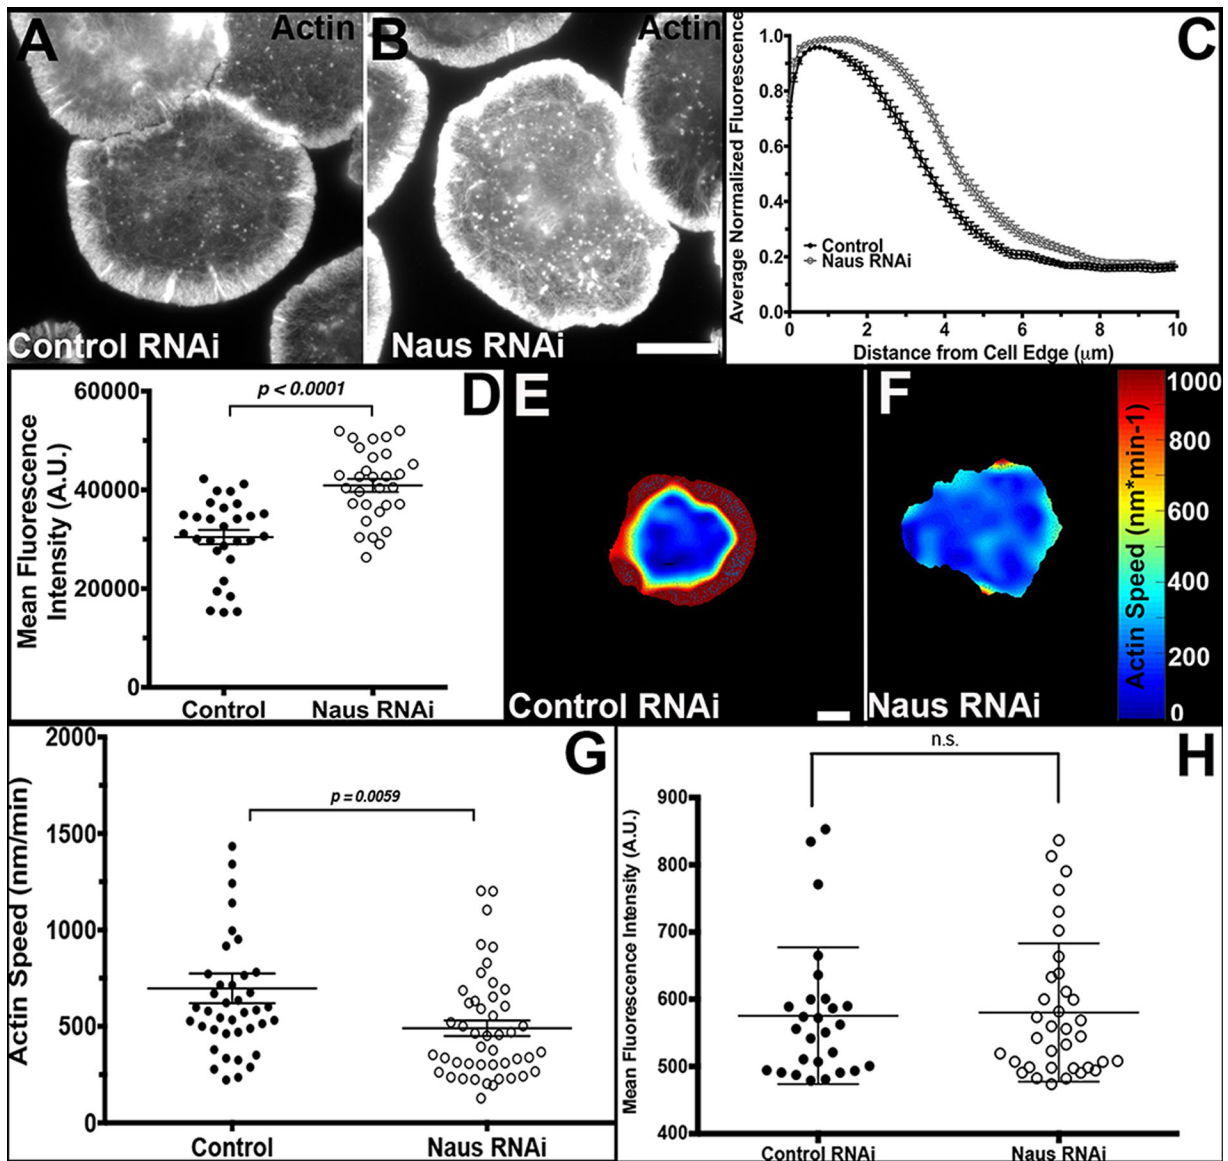 A
Actin
Control RNAi
B
Actin
Naus RNAi
C
Average Normalized Fluorescence
1.0
0.8
0.6
0.4
0.2
0.0
Control
Naus RNAi
0 2 4 6 8 10
Distance from Cell Edge (μm)
D
p < 0.0001
Mean Fluorescence
Intensity (A.U.)
60000
40000
20000
0
Control Naus RNAi
E
Control RNAi
F
Naus RNAi
Actin Speed (nm*min-1)
1000
800
600
400
200
0
G
p = 0.0059
Actin Speed (nm/min)
2000
1500
1000
500
0
Control Naus RNAi
H
n.s.
Mean Fluorescence Intensity (A.U.)
900
800
700
600
500
400
Control RNAi Naus RNAi